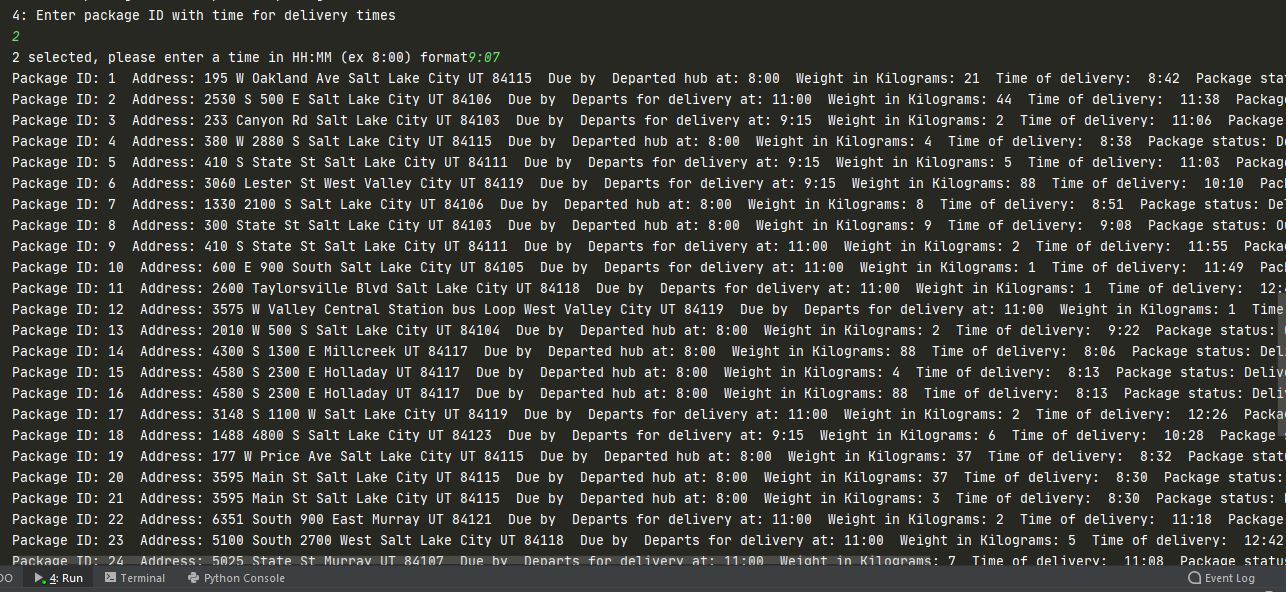 4: Enter package ID with time for delivery times
2
2 selected, please enter a time in HH:MM (ex 8:00) format9:07
Package ID: 1  Address: 195 W Oakland Ave Salt Lake City UT 84115  Due by  Departed hub at: 8:00  Weight in Kilograms: 21  Time of delivery:  8:42  Package sta
Package ID: 2  Address: 2530 S 500 E Salt Lake City UT 84106  Due by  Departs for delivery at: 11:00  Weight in Kilograms: 44  Time of delivery:  11:38  Packag
Package ID: 3  Address: 233 Canyon Rd Salt Lake City UT 84103  Due by  Departs for delivery at: 9:15  Weight in Kilograms: 2  Time of delivery:  11:06  Package
Package ID: 4  Address: 380 W 2880 S Salt Lake City UT 84115  Due by  Departed hub at: 8:00  Weight in Kilograms: 4  Time of delivery:  8:38  Package status: De
Package ID: 5  Address: 410 S State St Salt Lake City UT 84111  Due by  Departs for delivery at: 9:15  Weight in Kilograms: 5  Time of delivery:  11:03  Packag
Package ID: 6  Address: 3060 Lester St West Valley City UT 84119  Due by  Departs for delivery at: 9:15  Weight in Kilograms: 88  Time of delivery:  10:10  Pac
Package ID: 7  Address: 1330 2100 S Salt Lake City UT 84106  Due by  Departed hub at: 8:00  Weight in Kilograms: 8  Time of delivery:  8:51  Package status: Del
Package ID: 8  Address: 300 State St Salt Lake City UT 84103  Due by  Departed hub at: 8:00  Weight in Kilograms: 9  Time of delivery:  9:08  Package status: 
Package ID: 9  Address: 410 S State St Salt Lake City UT 84111  Due by  Departs for delivery at: 11:00  Weight in Kilograms: 2  Time of delivery:  11:55  Packa
Package ID: 10  Address: 600 E 900 South Salt Lake City UT 84105  Due by  Departs for delivery at: 11:00  Weight in Kilograms: 1  Time of delivery:  11:49  Pack
Package ID: 11  Address: 2600 Taylorsville Blvd Salt Lake City UT 84118  Due by  Departs for delivery at: 11:00  Weight in Kilograms: 1  Time of delivery:  12:
Package ID: 12  Address: 3575 W Valley Central Station bus Loop West Valley City UT 84119  Due by  Departs for delivery at: 11:00  Weight in Kilograms: 1  Time
Package ID: 13  Address: 2010 W 500 S Salt Lake City UT 84104  Due by  Departed hub at: 8:00  Weight in Kilograms: 2  Time of delivery:  9:22  Package status:
Package ID: 14  Address: 4300 S 1300 E Millcreek UT 84117  Due by  Departed hub at: 8:00  Weight in Kilograms: 88  Time of delivery:  8:06  Package status: Del
Package ID: 15  Address: 4580 S 2300 E Holladay UT 84117  Due by  Departed hub at: 8:00  Weight in Kilograms: 4  Time of delivery:  8:13  Package status: Deliv
Package ID: 16  Address: 4580 S 2300 E Holladay UT 84117  Due by  Departed hub at: 8:00  Weight in Kilograms: 88  Time of delivery:  8:13  Package status: Deli
Package ID: 17  Address: 3148 S 1100 W Salt Lake City UT 84119  Due by  Departs for delivery at: 11:00  Weight in Kilograms: 2  Time of delivery:  12:26  Packa
Package ID: 18  Address: 1488 4800 S Salt Lake City UT 84123  Due by  Departs for delivery at: 9:15  Weight in Kilograms: 6  Time of delivery:  10:28  Package
Package ID: 19  Address: 177 W Price Ave Salt Lake City UT 84115  Due by  Departed hub at: 8:00  Weight in Kilograms: 37  Time of delivery:  8:32  Package stat
Package ID: 20  Address: 3595 Main St Salt Lake City UT 84115  Due by  Departed hub at: 8:00  Weight in Kilograms: 37  Time of delivery:  8:30  Package status:
Package ID: 21  Address: 3595 Main St Salt Lake City UT 84115  Due by  Departed hub at: 8:00  Weight in Kilograms: 3  Time of delivery:  8:30  Package status:
Package ID: 22  Address: 6351 South 900 East Murray UT 84121  Due by  Departs for delivery at: 11:00  Weight in Kilograms: 2  Time of delivery:  11:18  Package
Package ID: 23  Address: 5100 South 2700 West Salt Lake City UT 84118  Due by  Departs for delivery at: 11:00  Weight in Kilograms: 5  Time of delivery:  12:42
Package ID: 24  Address: 5025 State St Murray UT 84107  Due by  Departs for delivery at: 11:00  Weight in Kilograms: 7  Time of delivery:  11:08  Package
DO  4: Run  Terminal  Python Console  Event Log